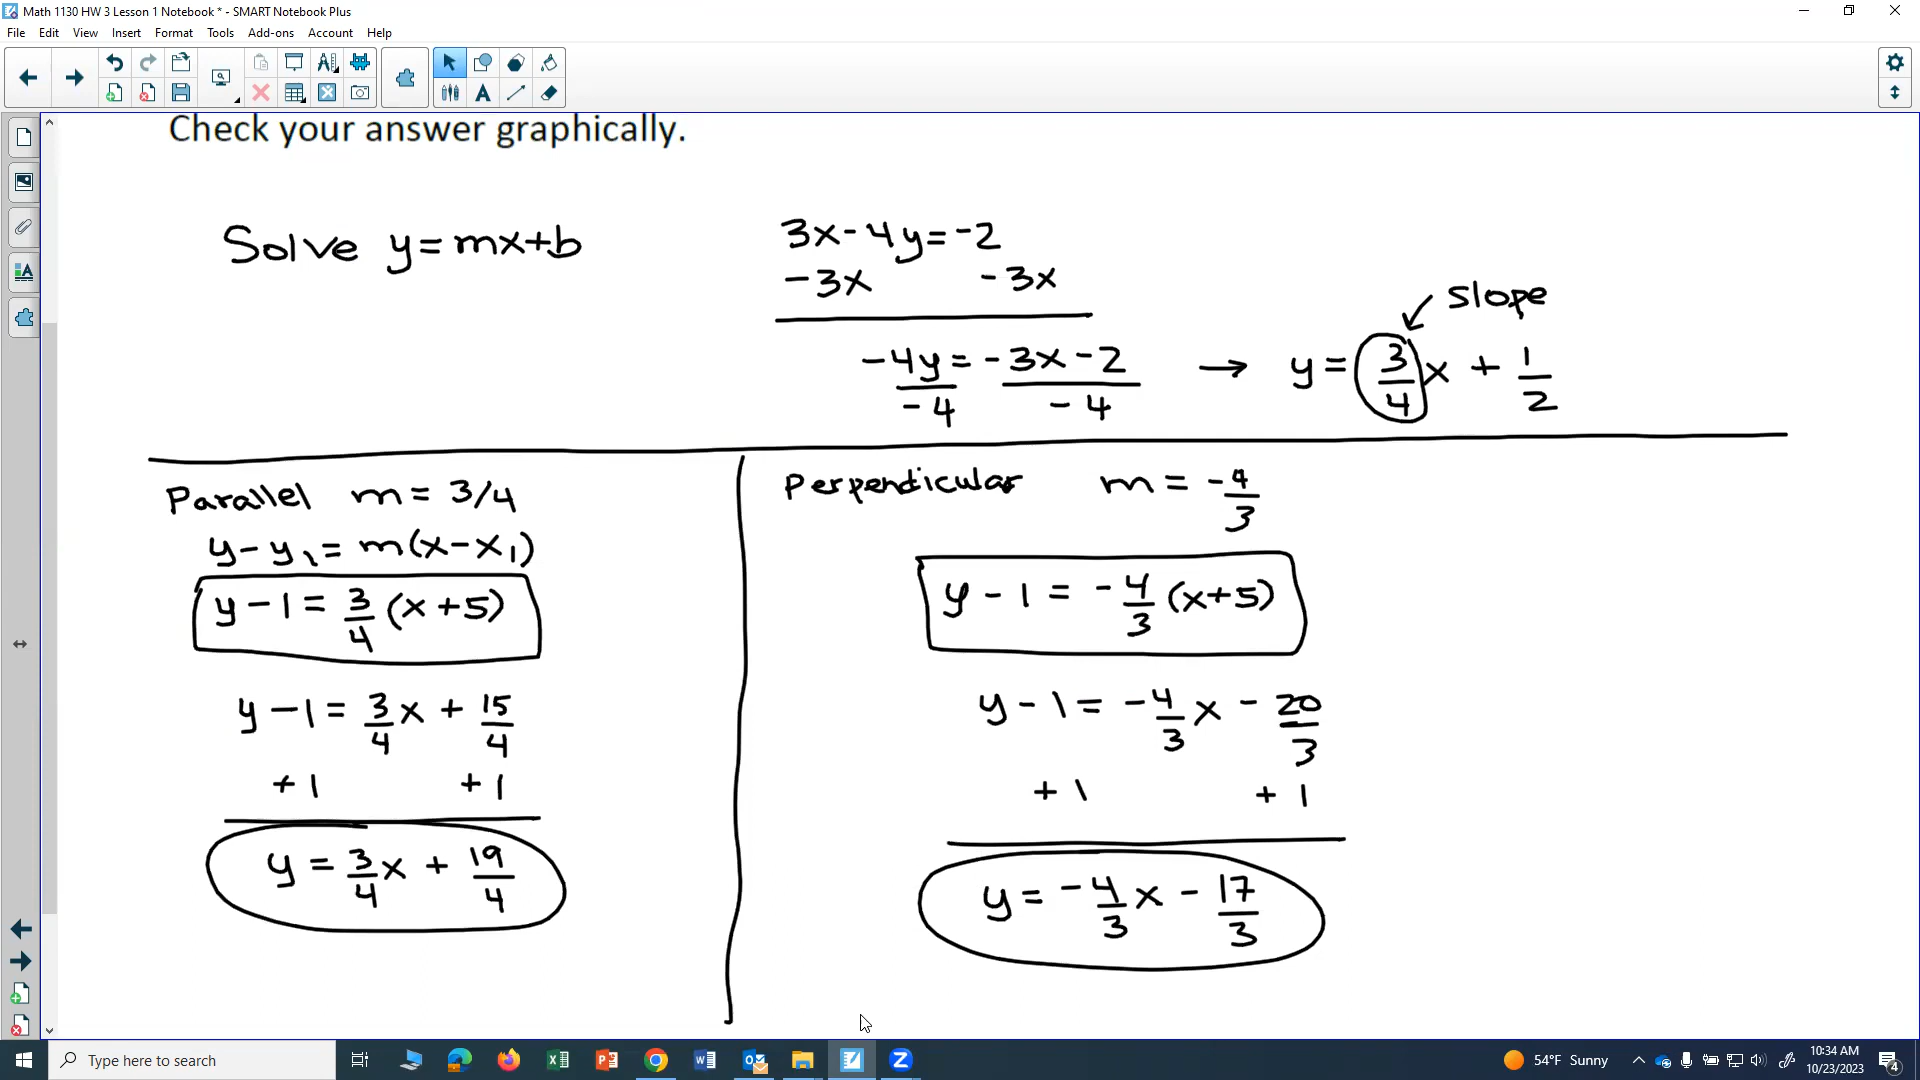 Math 1130 HW 3 Lesson 1 Notebook * - SMART Notebook Plus
File Edit View Insert Format Tools Add-ons Account Help
Check your answer graphically.
Solve y=mx+b
3x-4y=-2
-3x -3x
-4y = -3x-2
-4 -4
→ y = 3/4 x + 1/2
slope
Parallel m = 3/4
y-y₁ = m(x-x₁)
y-1 = 3/4 (x+5)
y-1 = 3/4 x + 15/4
+1 +1
y = 3/4 x + 19/4
Perpendicular m = -4/3
y-1 = -4/3 (x+5)
y-1 = -4/3 x - 20/3
+1 +1
y = -4/3 x - 17/3
Type here to search
54°F Sunny
10:34 AM
10/23/2023
4